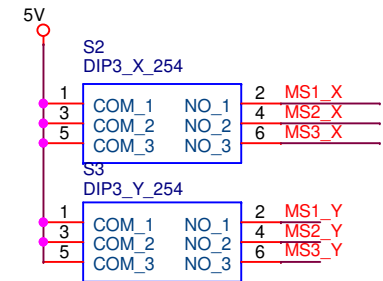 5V
S2
DIP3_X_254
1 COM_1 NO_1 2 MS1_X
3 COM_2 NO_2 4 MS2_X
5 COM_3 NO_3 6 MS3_X
S3
DIP3_Y_254
1 COM_1 NO_1 2 MS1_Y
3 COM_2 NO_2 4 MS2_Y
5 COM_3 NO_3 6 MS3_Y